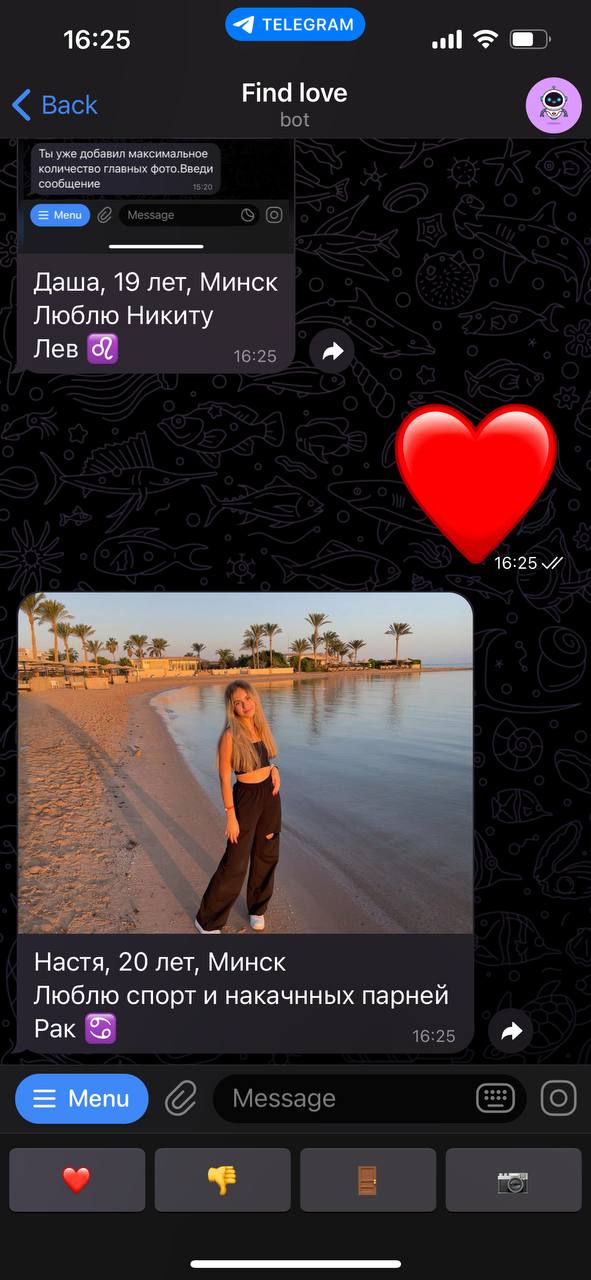 16:25
TELEGRAM
Back
Find love
bot
Ты уже добавил максимальное
количество главных фото.Введи
сообщение
15:20
Menu
Message
Даша, 19 лет, Минск
Люблю Никиту
Лев ♌
16:25
16:25
Настя, 20 лет, Минск
Люблю спорт и накачнных парней
Рак ♋
16:25
Menu
Message